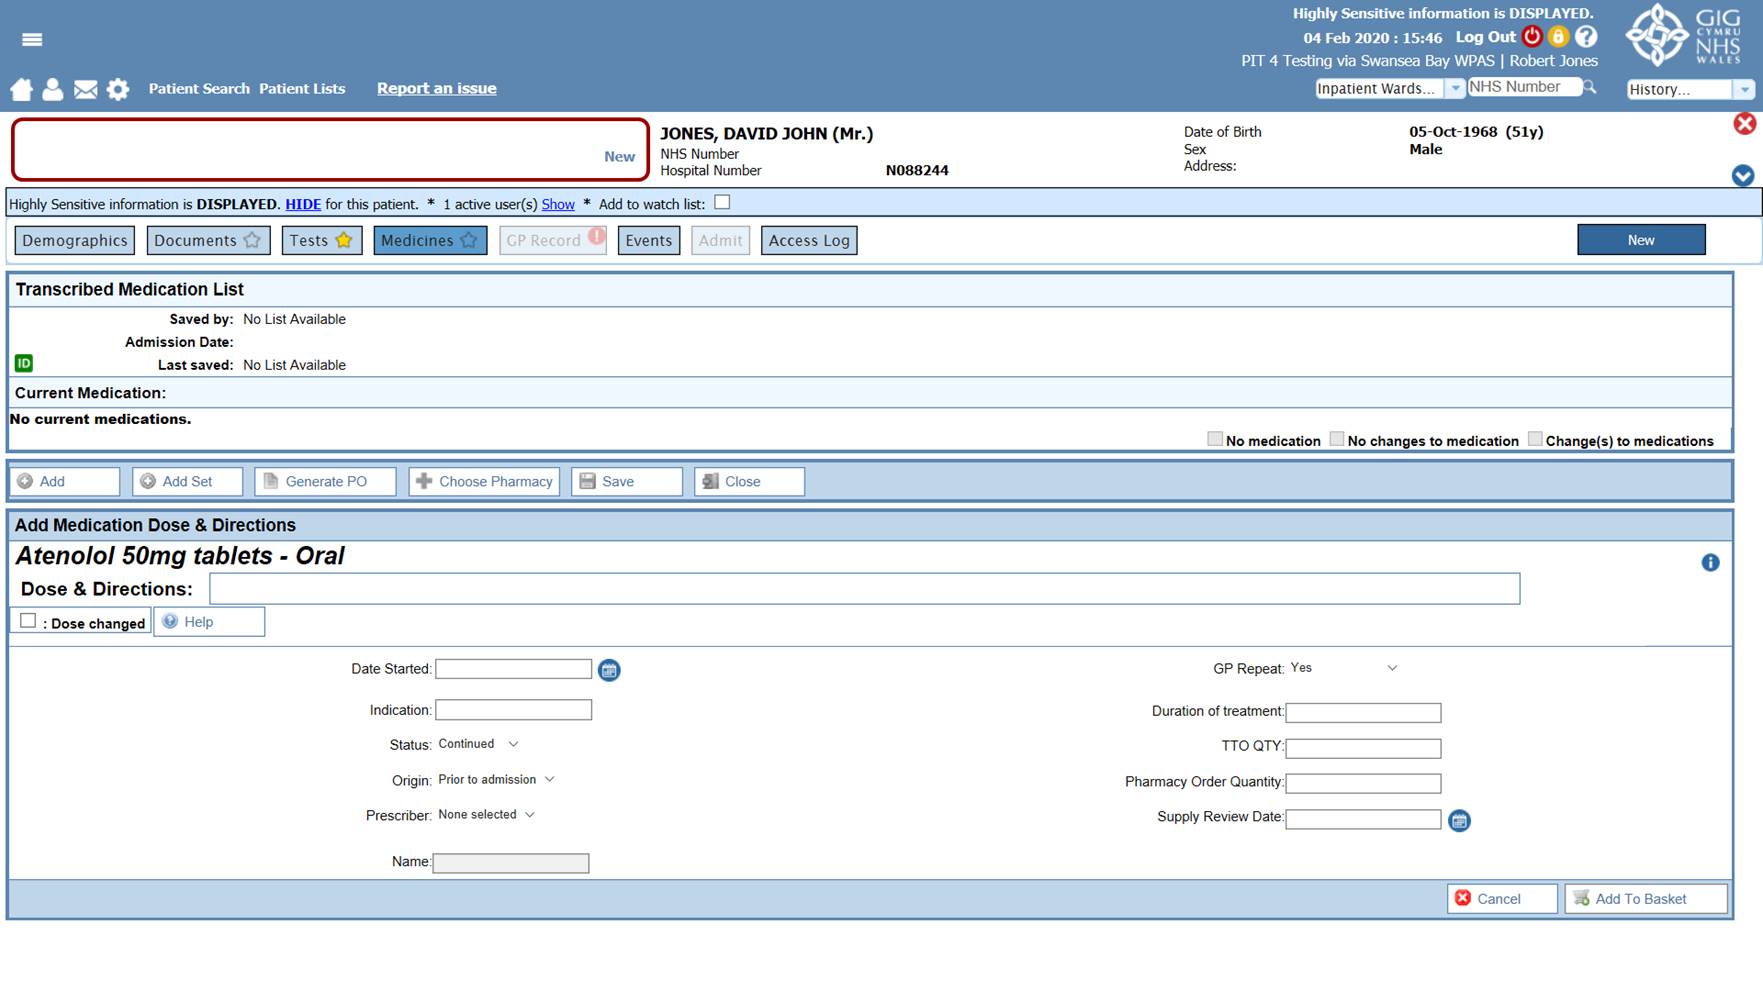 Highly Sensitive information is DISPLAYED.
04 Feb 2020 : 15:46 Log Out
PIT 4 Testing via Swansea Bay WPAS | Robert Jones
GIG
CYMRU
NHS
WALES
Patient Search Patient Lists Report an issue
Inpatient Wards... NHS Number
History...
New
JONES, DAVID JOHN (Mr.)
NHS Number
Hospital Number N088244
Date of Birth 05-Oct-1968 (51y)
Sex Male
Address:
Highly Sensitive information is DISPLAYED. HIDE for this patient. * 1 active user(s) Show * Add to watch list:
Demographics Documents Tests Medicines GP Record Events Admit Access Log New
Transcribed Medication List
Saved by: No List Available
Admission Date:
ID Last saved: No List Available
Current Medication:
No current medications.
No medication No changes to medication Change(s) to medications
Add Add Set Generate PO Choose Pharmacy Save Close
Add Medication Dose & Directions
Atenolol 50mg tablets - Oral
Dose & Directions:
: Dose changed Help
Date Started: GP Repeat: Yes
Indication: Duration of treatment:
Status: Continued TTO QTY:
Origin: Prior to admission Pharmacy Order Quantity:
Prescriber: None selected Supply Review Date:
Name:
Cancel Add To Basket